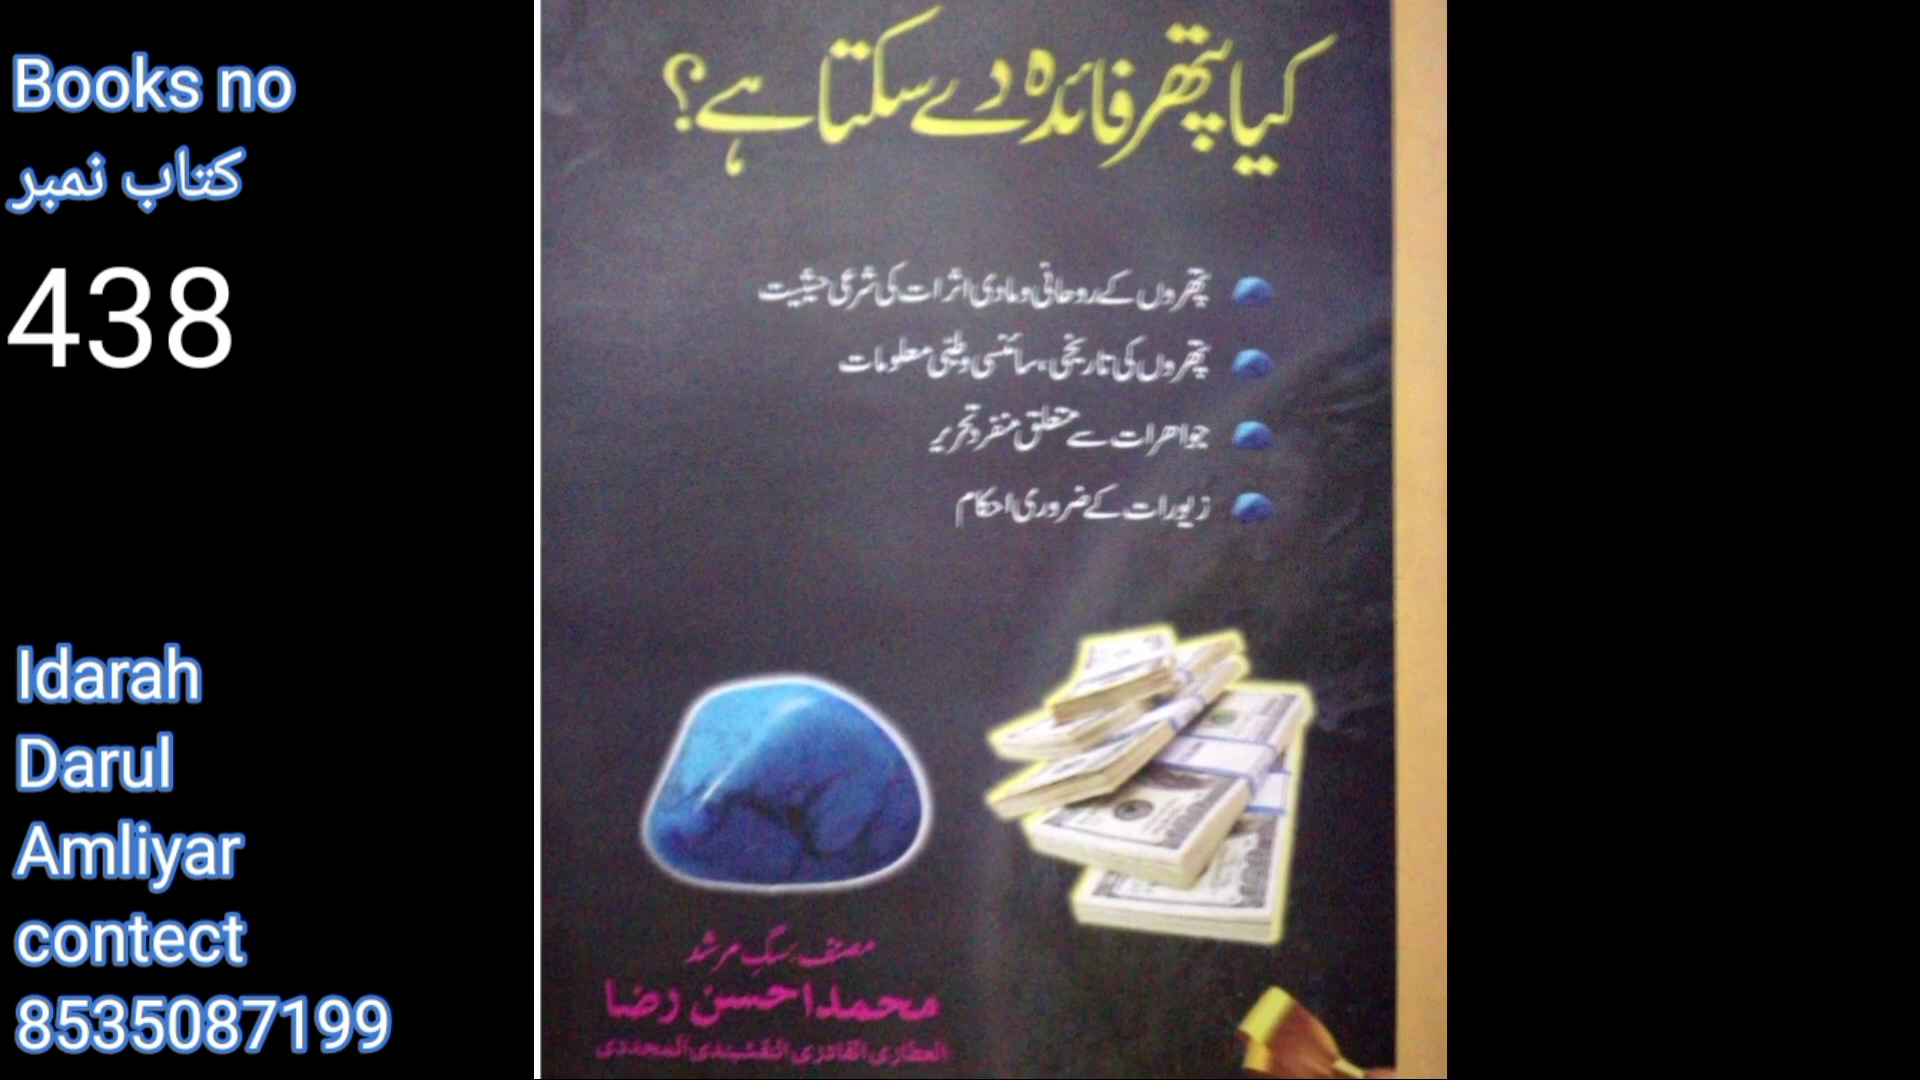 Books no
کتاب نمبر
438
Idarah
Darul
Amliyar
contect
8535087199
کیا پتھر فائدہ دے سکتا ہے؟
پتھروں کے روحانی و مادی اثرات کی شرعی حیثیت
پتھروں کی تاریخی، سائنسی و طبّی معلومات
جواھرات سے متعلق منفرد تحریر
زیورات کے ضروری احکام
مصنف: سگِ مرشد
محمد احسن رضا
العطاری القادری النقشبندی المجددی